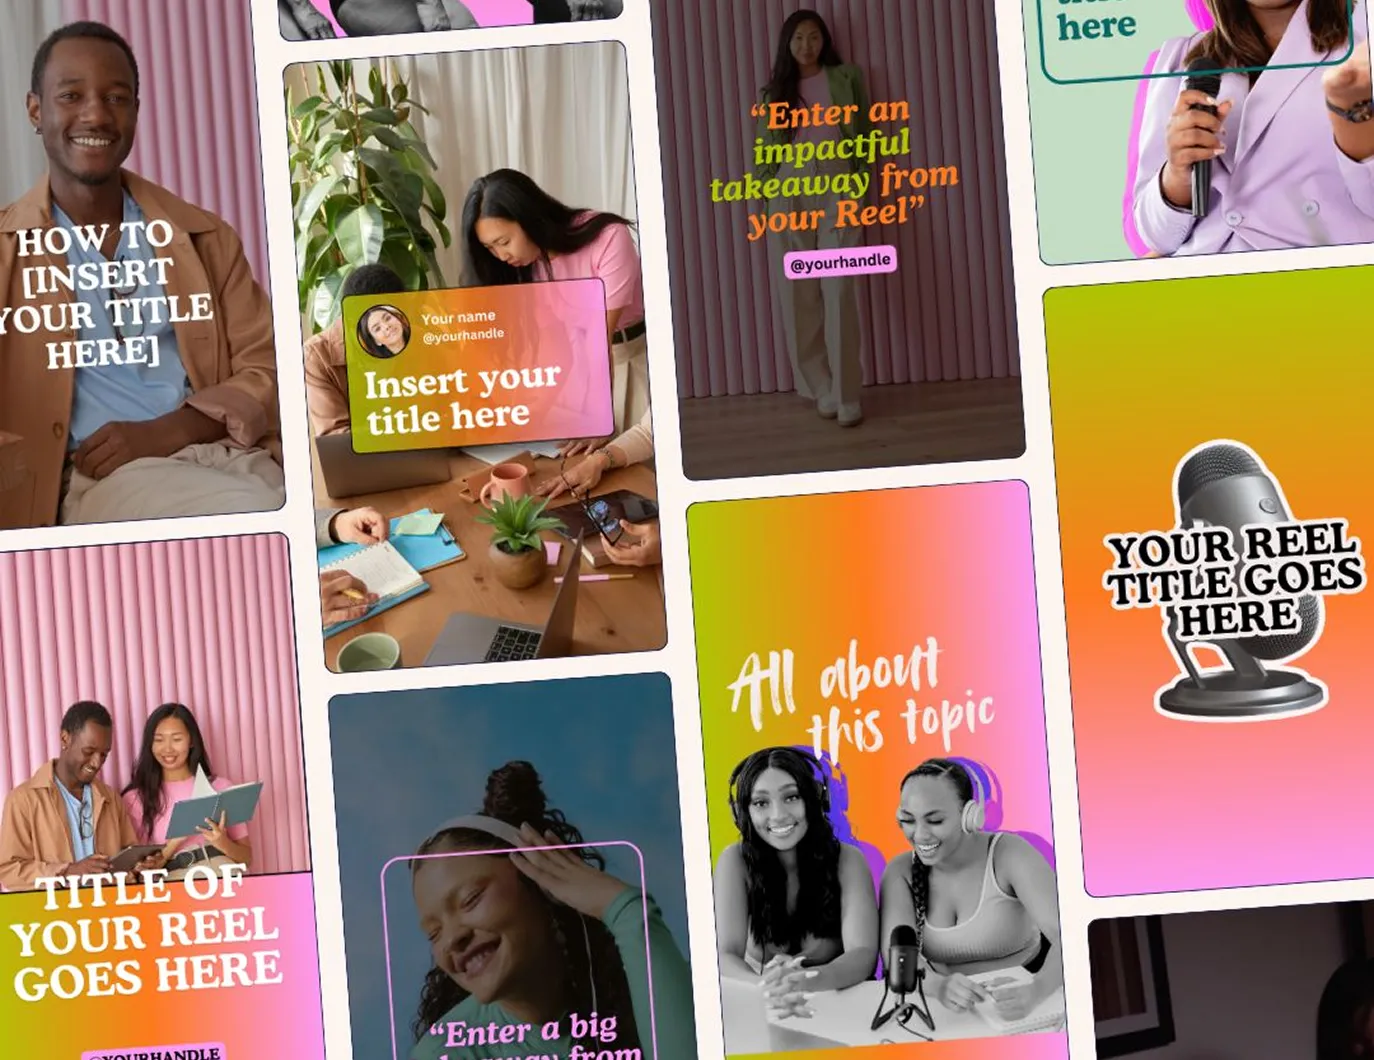 HOW TO
[INSERT
YOUR TITLE
HERE]
TITLE OF
YOUR REEL
GOES HERE
@YOURHANDLE
Your name
@yourhandle
Insert your
title here
“Enter a big
from
“Enter an
impactful
takeaway from
your Reel”
@yourhandle
All about
this topic
here
YOUR REEL
TITLE GOES
HERE